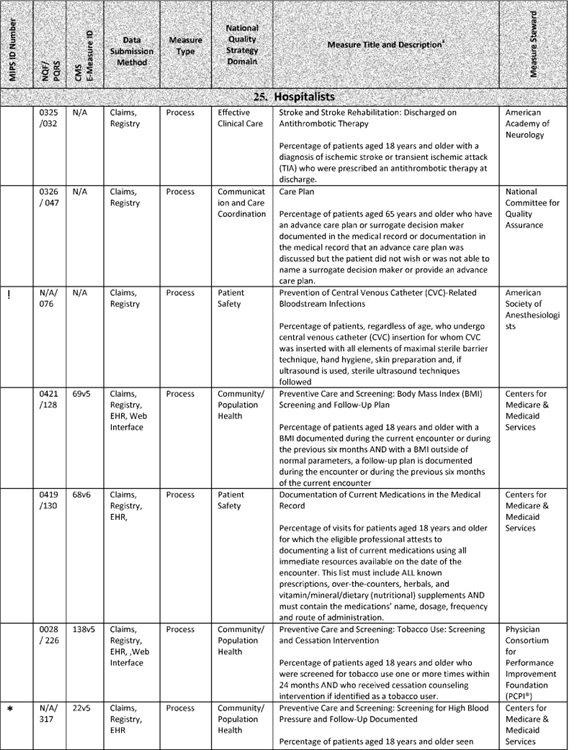 MIPS ID Number
NQF/
PQRS
CMS
E-Measure ID
Data
Submission
Method
Measure
Type
National
Quality
Strategy
Domain
Measure Title and Description
Measure Steward
25. Hospitalists
0325
/032
N/A
Claims,
Registry
Process
Effective
Clinical Care
Stroke and Stroke Rehabilitation: Discharged on
Antithrombotic Therapy
Percentage of patients aged 18 years and older with a
diagnosis of ischemic stroke or transient ischemic attack
(TIA) who were prescribed an antithrombotic therapy at
discharge.
American
Academy of
Neurology
0326
/ 047
N/A
Claims,
Registry
Process
Communicat
ion and Care
Coordination
Care Plan
Percentage of patients aged 65 years and older who have
an advance care plan or surrogate decision maker
documented in the medical record or documentation in
the medical record that an advance care plan was
discussed but the patient did not wish or was not able to
name a surrogate decision maker or provide an advance
care plan.
National
Committee for
Quality
Assurance
!
N/A/
076
N/A
Claims,
Registry
Process
Patient
Safety
Prevention of Central Venous Catheter (CVC)-Related
Bloodstream Infections
Percentage of patients, regardless of age, who undergo
central venous catheter (CVC) insertion for whom CVC
was inserted with all elements of maximal sterile barrier
technique, hand hygiene, skin preparation and, if
ultrasound is used, sterile ultrasound techniques
followed
American
Society of
Anesthesiologi
sts
0421
/128
69v5
Claims,
Registry,
EHR, Web
Interface
Process
Community/
Population
Health
Preventive Care and Screening: Body Mass Index (BMI)
Screening and Follow-Up Plan
Percentage of patients aged 18 years and older with a
BMI documented during the current encounter or during
the previous six months AND with a BMI outside of
normal parameters, a follow-up plan is documented
during the encounter or during the previous six months
of the current encounter
Centers for
Medicare &
Medicaid
Services
0419
/130
68v6
Claims,
Registry,
EHR,
Process
Patient
Safety
Documentation of Current Medications in the Medical
Record
Percentage of visits for patients aged 18 years and older
for which the eligible professional attests to
documenting a list of current medications using all
immediate resources available on the date of the
encounter. This list must include ALL known
prescriptions, over-the-counters, herbals, and
vitamin/mineral/dietary (nutritional) supplements AND
must contain the medications' name, dosage, frequency
and route of administration.
Centers for
Medicare &
Medicaid
Services
0028
/ 226
138v5
Claims,
Registry,
EHR, ,Web
Interface
Process
Community/
Population
Health
Preventive Care and Screening: Tobacco Use: Screening
and Cessation Intervention
Percentage of patients aged 18 years and older who
were screened for tobacco use one or more times within
24 months AND who received cessation counseling
intervention if identified as a tobacco user.
Physician
Consortium
for
Performance
Improvement
Foundation
(PCPI®)
*
N/A/
317
22v5
Claims,
Registry,
EHR
Process
Community/
Population
Health
Preventive Care and Screening: Screening for High Blood
Pressure and Follow-Up Documented
Percentage of patients aged 18 years and older seen
Centers for
Medicare &
Medicaid
Services